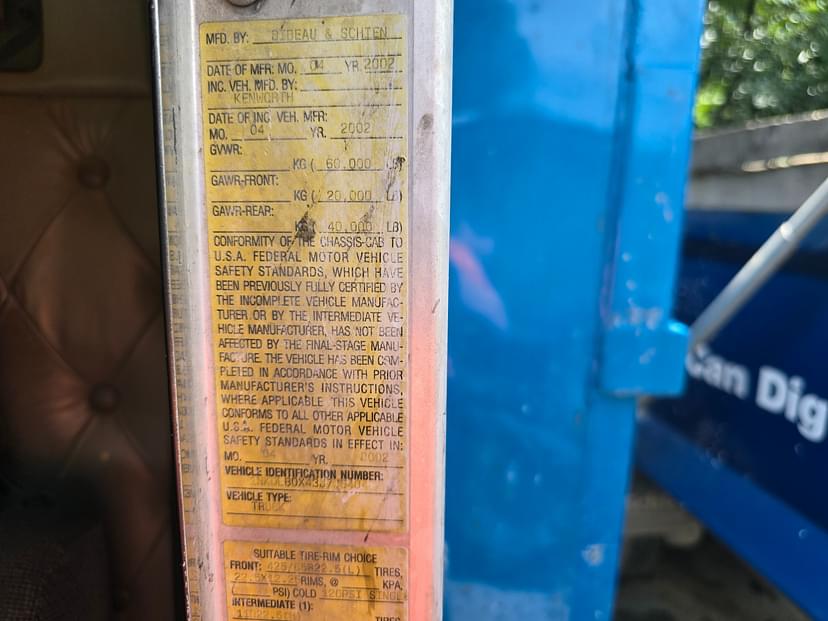 MFD. BY: BIBEAU & SCHTEN
DATE OF MFR: MO. 04 YR. 2002
INC. VEH. MFD. BY:
KENWORTH
DATE OF INC. VEH. MFR:
MO. 04 YR. 2002
GVWR:
KG ( 60,000 LB)
GAWR-FRONT:
KG ( 20,000 LB)
GAWR-REAR:
KG ( 40,000 LB)
CONFORMITY OF THE CHASSIS-CAB TO
U.S.A. FEDERAL MOTOR VEHICLE
SAFETY STANDARDS, WHICH HAVE
BEEN PREVIOUSLY FULLY CERTIFIED BY
THE INCOMPLETE VEHICLE MANUFAC-
TURER OR BY THE INTERMEDIATE VE-
HICLE MANUFACTURER, HAS NOT BEEN
AFFECTED BY THE FINAL-STAGE MANU-
FACTURE. THE VEHICLE HAS BEEN COM-
PLETED IN ACCORDANCE WITH PRIOR
MANUFACTURER'S INSTRUCTIONS,
WHERE APPLICABLE. THIS VEHICLE
CONFORMS TO ALL OTHER APPLICABLE
U.S.A. FEDERAL MOTOR VEHICLE
SAFETY STANDARDS IN EFFECT IN:
MO. 04 YR. 2002
VEHICLE IDENTIFICATION NUMBER:
VEHICLE TYPE:
TRUCK
SUITABLE TIRE-RIM CHOICE
FRONT: 425/65R22.5(L) TIRES,
RIMS, @ KPA,
( PSI) COLD 120PSI SINGLE
INTERMEDIATE (1):
TIRES
Can Dig